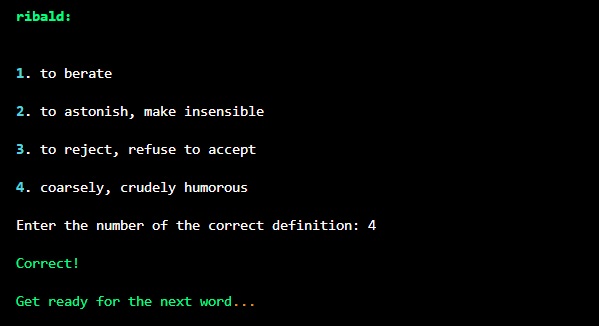 ribald:
1. to berate
2. to astonish, make insensible
3. to reject, refuse to accept
4. coarsely, crudely humorous
Enter the number of the correct definition: 4
Correct!
Get ready for the next word...